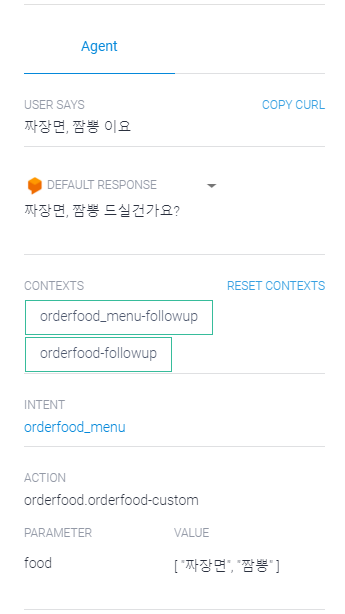 Agent
USER SAYS COPY CURL
짜장면, 짬뽕 이요
DEFAULT RESPONSE
짜장면, 짬뽕 드실건가요?
CONTEXTS RESET CONTEXTS
orderfood_menu-followup
orderfood-followup
INTENT
orderfood_menu
ACTION
orderfood.orderfood-custom
PARAMETER VALUE
food [ "짜장면", "짬뽕" ]